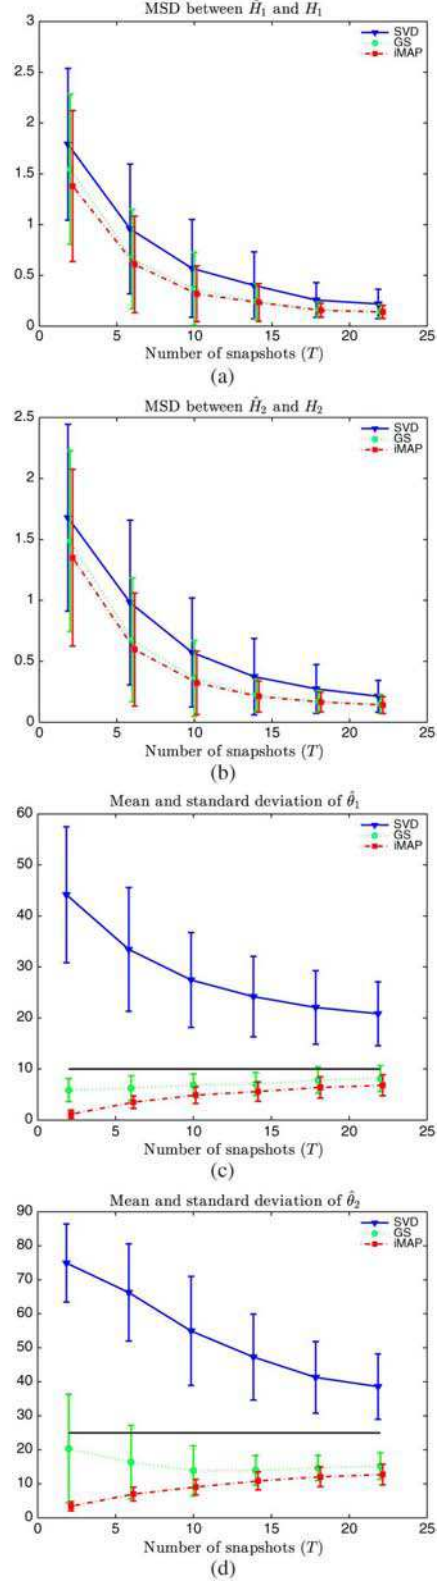 MSD between Ĥ₁ and H₁
3
SVD
GS
iMAP
2.5
2
1.5
1
0.5
0
0 5 10 15 20 25
Number of snapshots (T)
(a)
MSD between Ĥ₂ and H₂
2.5
SVD
GS
iMAP
2
1.5
1
0.5
0
0 5 10 15 20 25
Number of snapshots (T)
(b)
Mean and standard deviation of θ̂₁
60
SVD
GS
iMAP
50
40
30
20
10
0
0 5 10 15 20 25
Number of snapshots (T)
(c)
Mean and standard deviation of θ̂₂
90
SVD
GS
iMAP
80
70
60
50
40
30
20
10
0
0 5 10 15 20 25
Number of snapshots (T)
(d)